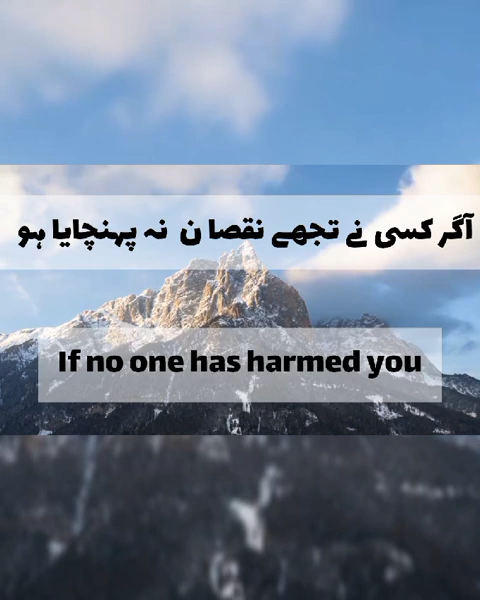 آگر کسی نے تجھے نقصا ن نہ پہنچایا ہو
If no one has harmed you